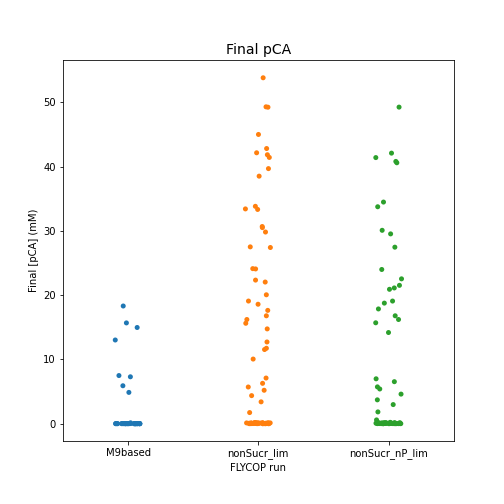 Final pCA
Final [pCA] (mM)
50
40
30
20
10
0
M9based
nonSucr_lim
nonSucr_nP_lim
FLYCOP run